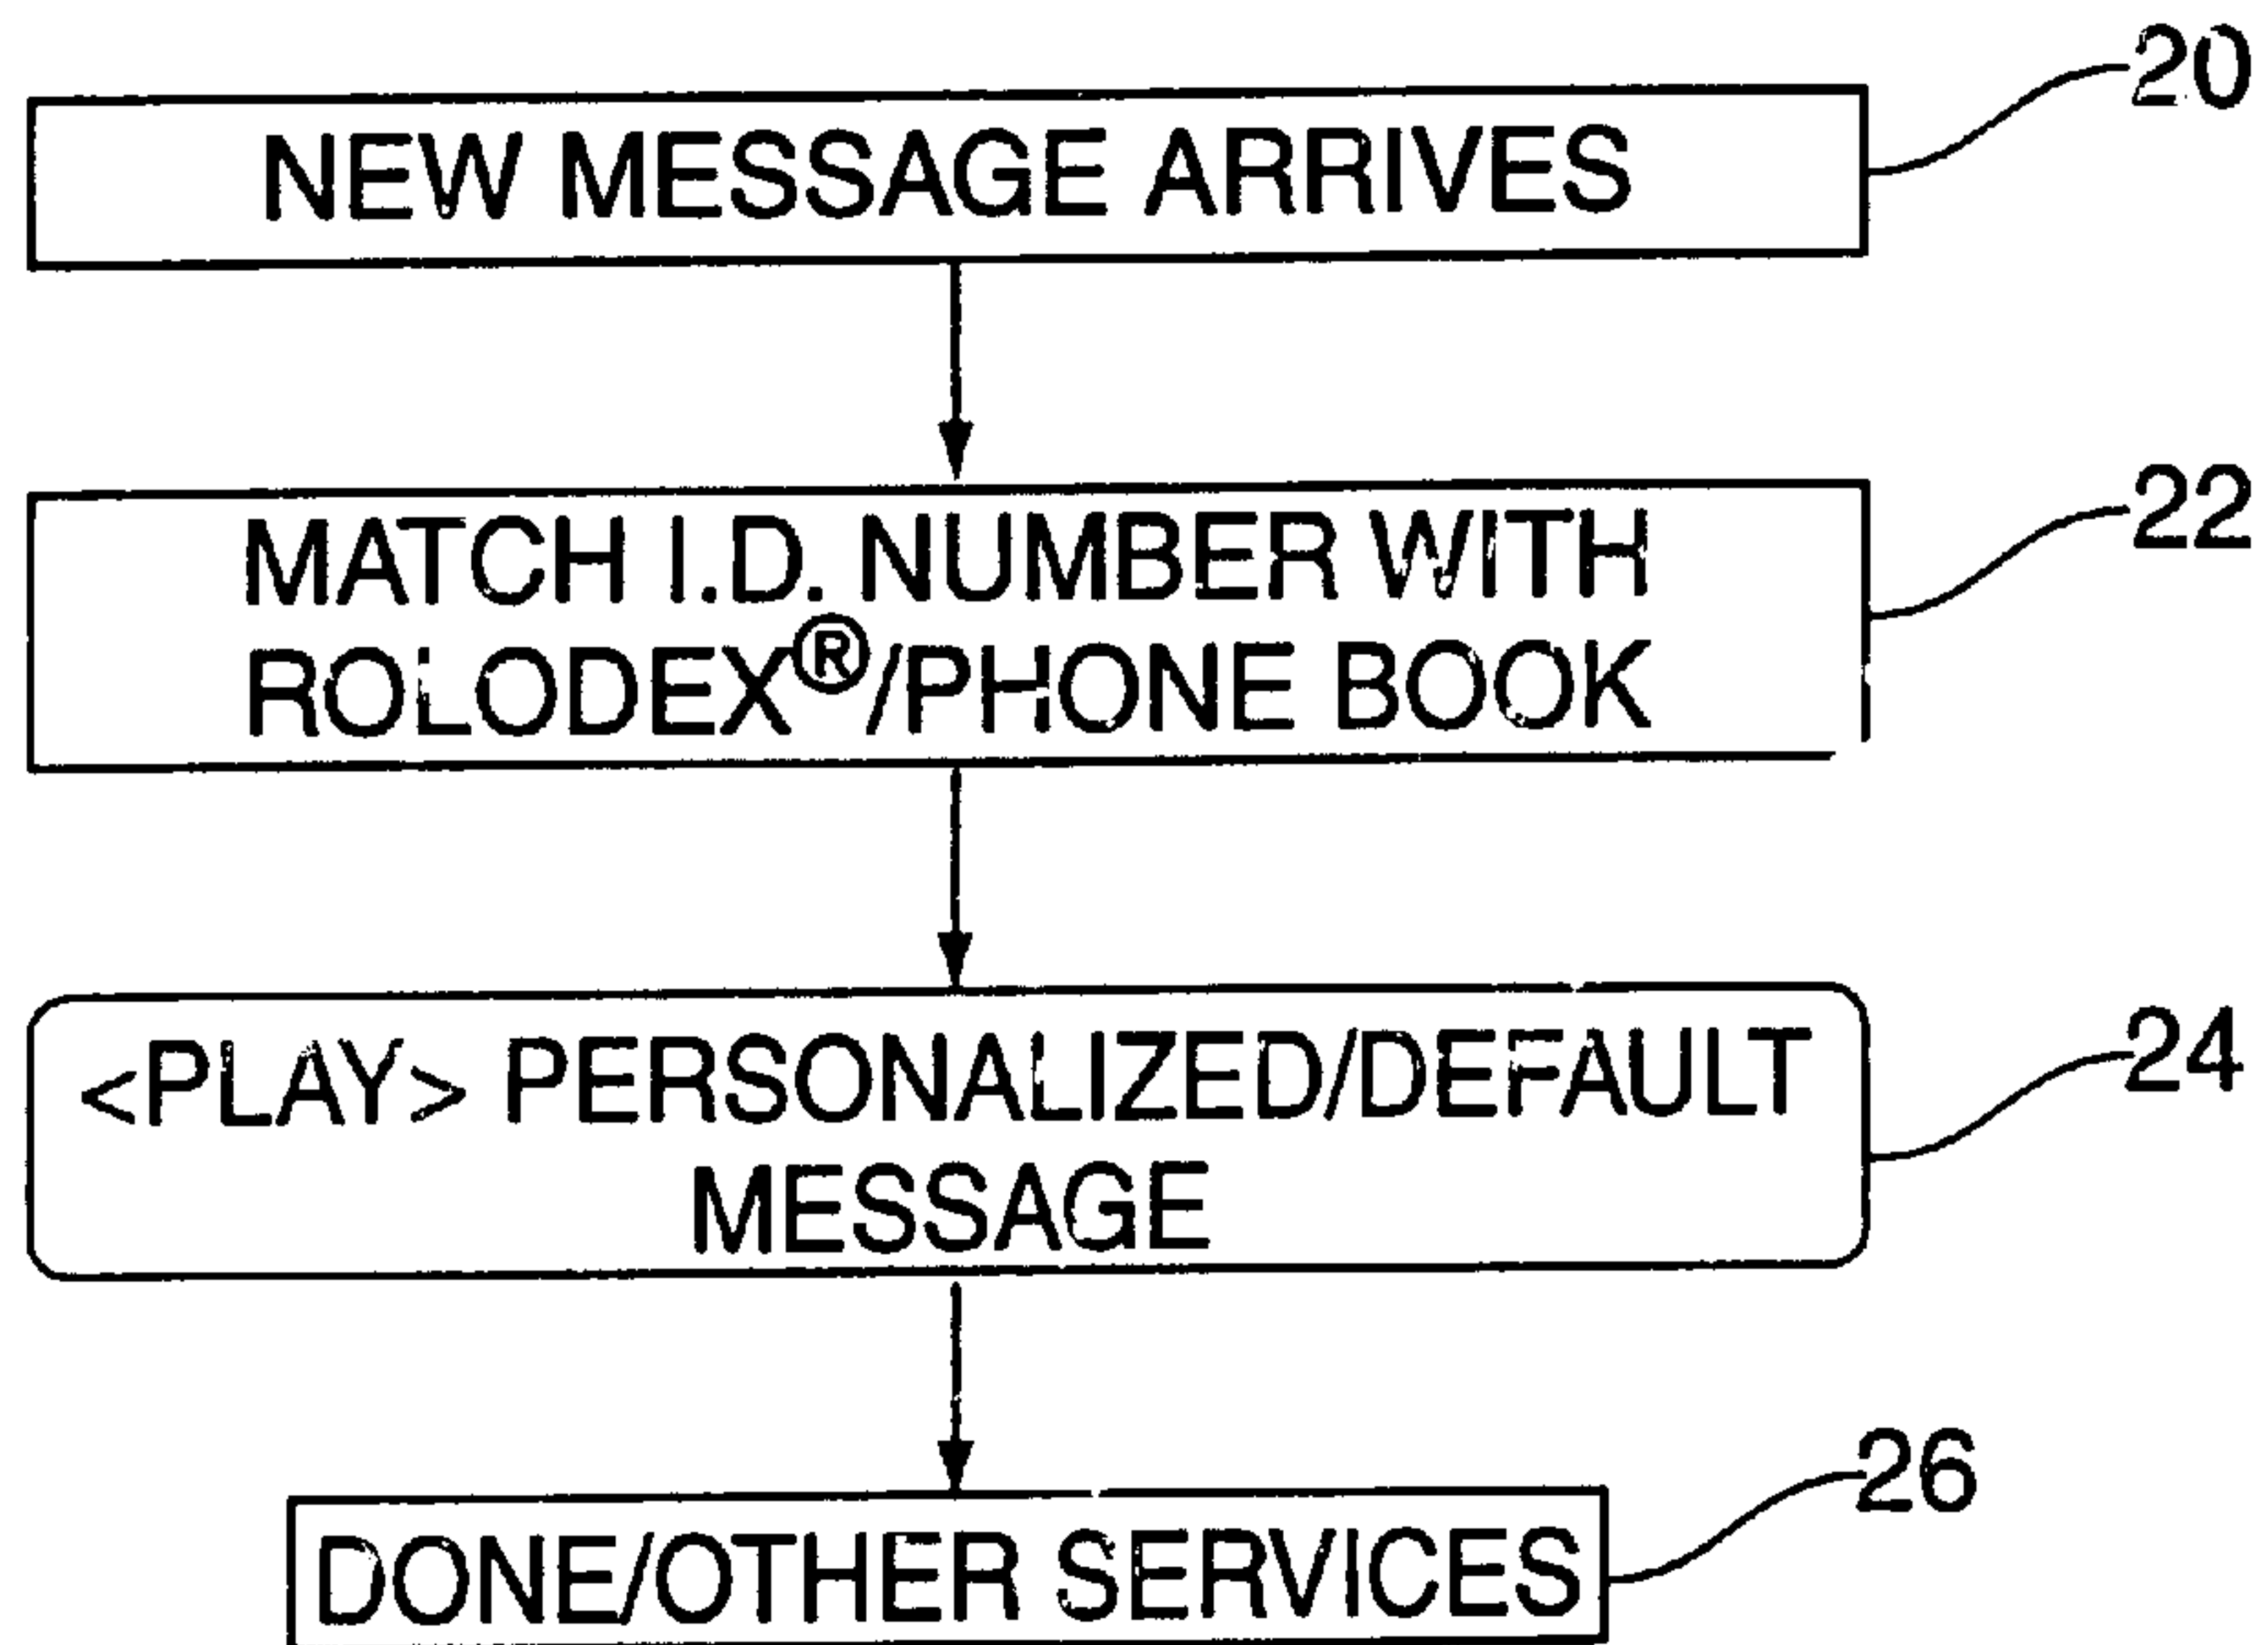 20
NEW MESSAGE ARRIVES
22
MATCH I.D. NUMBER WITH
ROLODEX®/PHONE BOOK
24
<PLAY> PERSONALIZED/DEFAULT
MESSAGE
26
DONE/OTHER SERVICES